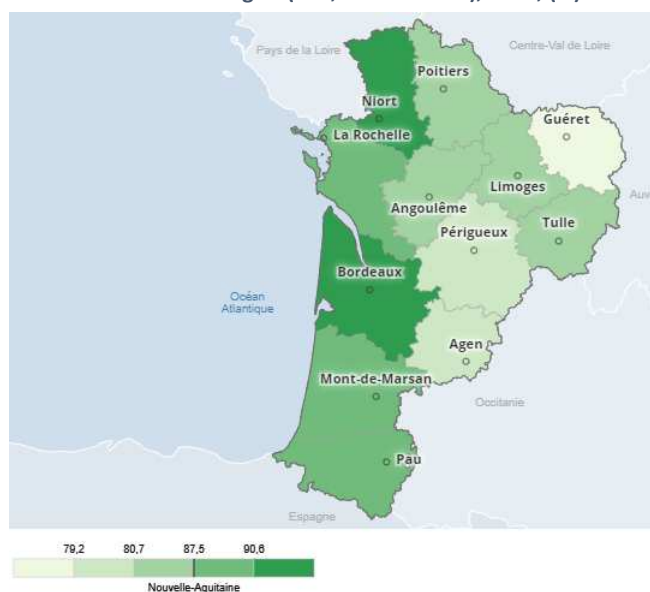 Pays de la Loire
Centre-Val de Loire
Poitiers
Niort
Guéret
La Rochelle
Limoges
Angoulême
Tulle
Périgueux
Bordeaux
Océan
Atlantique
Agen
Mont-de-Marsan
Occitanie
Pau
Espagne
79,2 80,7 87,5 90,6
Nouvelle-Aquitaine